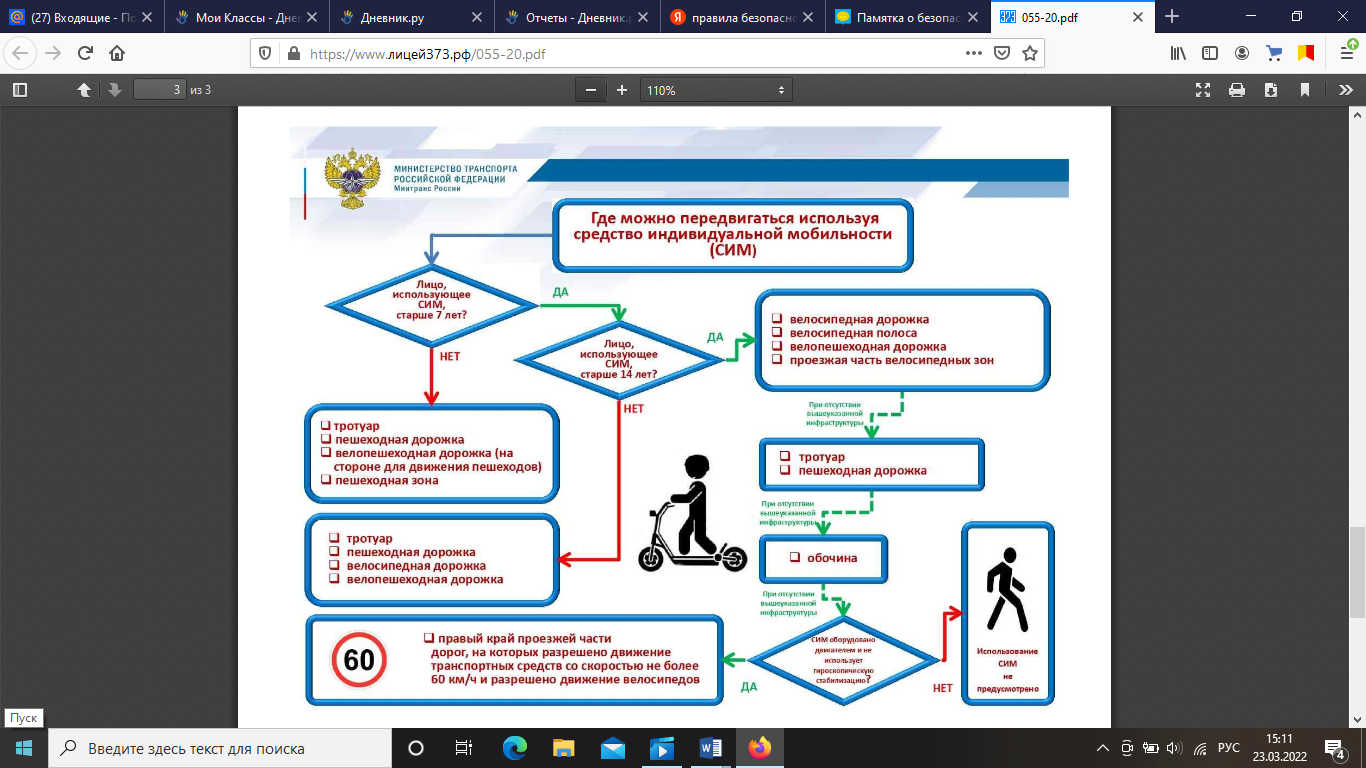 (27) Входящие - По
Мои Классы - Дне
Дневник.ру
Отчеты - Дневник.р
правила безопасно
Памятка о безопас
055-20.pdf
https://www.лицей373.рф/055-20.pdf
3 из 3
110%
МИНИСТЕРСТВО ТРАНСПОРТА
РОССИЙСКОЙ ФЕДЕРАЦИИ
Минтранс России
Где можно передвигаться используя
средство индивидуальной мобильности
(СИМ)
Лицо,
использующее
СИМ,
старше 7 лет?
ДА
НЕТ
Лицо,
использующее
СИМ,
старше 14 лет?
ДА
НЕТ
велосипедная дорожка
велосипедная полоса
велопешеходная дорожка
проезжая часть велосипедных зон
При отсутствии
вышеуказанной
инфраструктуры
тротуар
пешеходная дорожка
велопешеходная дорожка (на
стороне для движения пешеходов)
пешеходная зона
тротуар
пешеходная дорожка
При отсутствии
вышеуказанной
инфраструктуры
тротуар
пешеходная дорожка
велосипедная дорожка
велопешеходная дорожка
обочина
При отсутствии
вышеуказанной
инфраструктуры
60
правый край проезжей части
дорог, на которых разрешено движение
транспортных средств со скоростью не более
60 км/ч и разрешено движение велосипедов
СИМ оборудовано
двигателем и не
использует
гироскопическую
стабилизацию?
ДА
НЕТ
Использование
СИМ
не
предусмотрено
Пуск
Введите здесь текст для поиска
РУС
15:11
23.03.2022
4